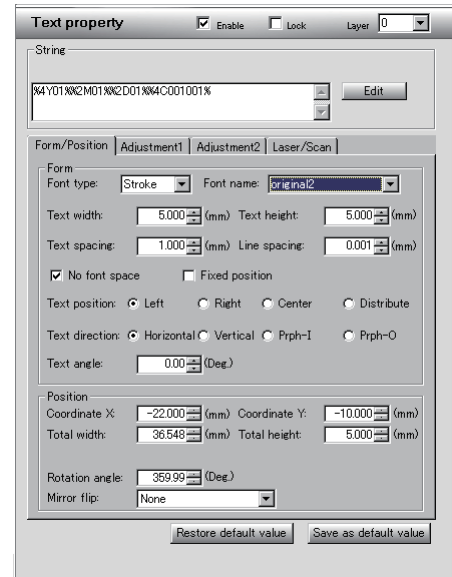 Text property Enable Lock Layer 0
String
%4Y01%%2M01%%2D01%%4C001001%
Edit
Form/Position Adjustment1 Adjustment2 Laser/Scan
Form
Font type: Stroke Font name: original2
Text width: 5.000 (mm) Text height: 5.000 (mm)
Text spacing: 1.000 (mm) Line spacing: 0.001 (mm)
No font space Fixed position
Text position: Left Right Center Distribute
Text direction: Horizontal Vertical Prph-I Prph-O
Text angle: 0.00 (Deg.)
Position
Coordinate X: -22.000 (mm) Coordinate Y: -10.000 (mm)
Total width: 36.548 (mm) Total height: 5.000 (mm)
Rotation angle: 359.99 (Deg.)
Mirror flip: None
Restore default value Save as default value